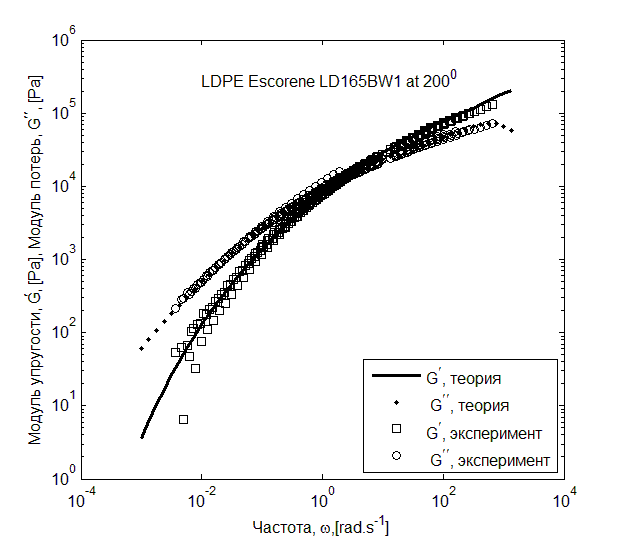 Модуль упругости, G′, [Pa], Модуль потерь, G′′, [Pa]
10⁶
10⁵
10⁴
10³
10²
10¹
10⁰
LDPE Escorene LD165BW1 at 200⁰
G′, теория
G′′, теория
G′, эксперимент
G′′, эксперимент
10⁻⁴ 10⁻² 10⁰ 10² 10⁴
Частота, ω,[rad.s⁻¹]